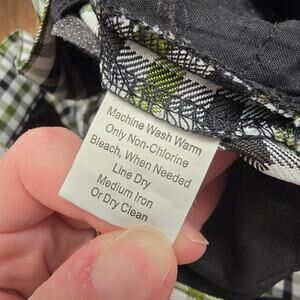 Machine Wash Warm
Only Non-Chlorine
Bleach, When Needed
Line Dry
Medium Iron
Or Dry Clean